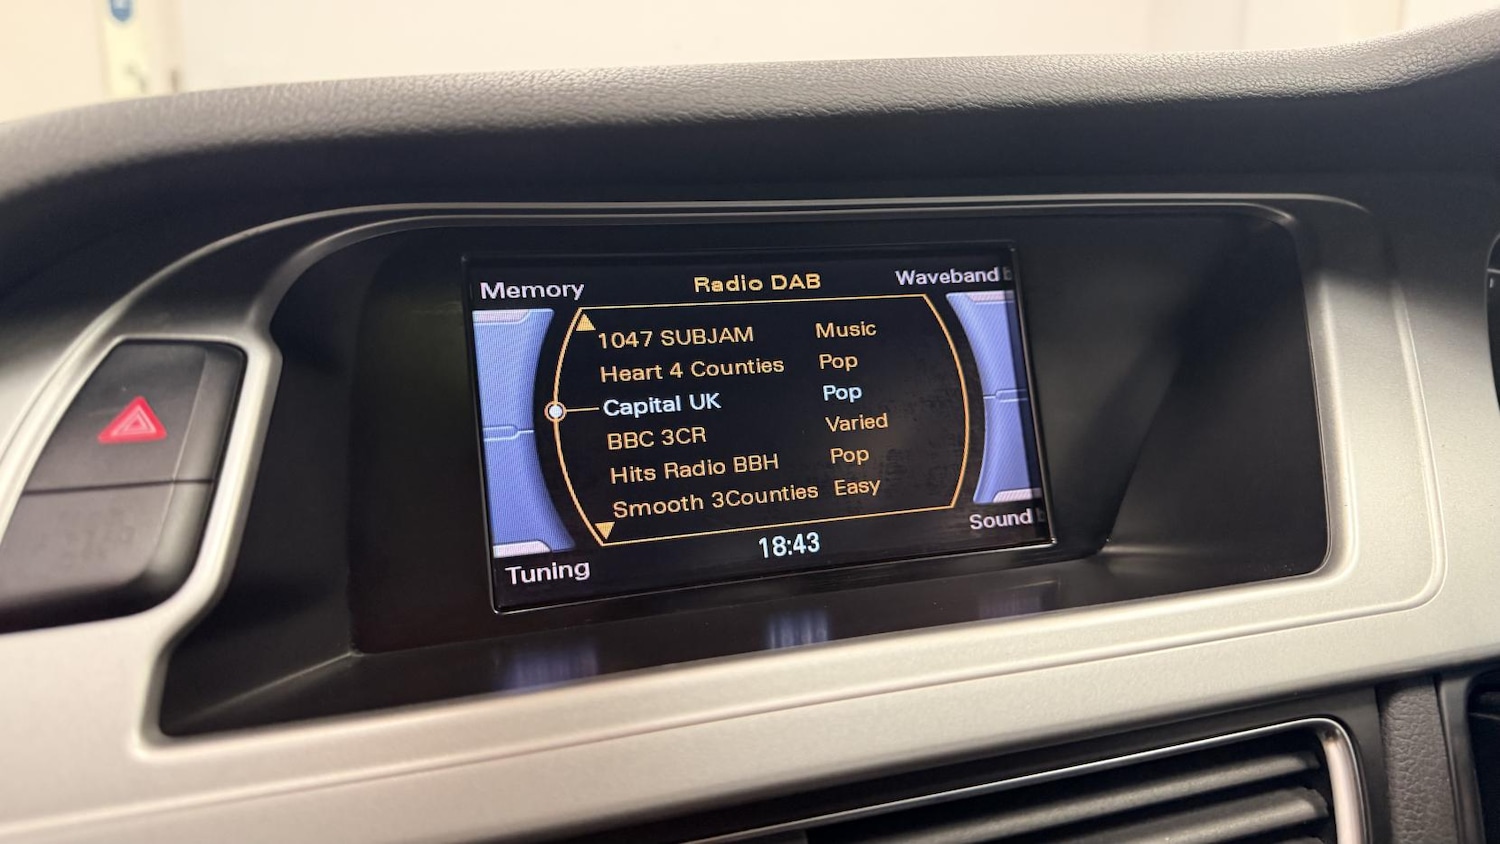 Memory Radio DAB Waveband
1047 SUBJAM Music
Heart 4 Counties Pop
Capital UK Pop
BBC 3CR Varied
Hits Radio BBH Pop
Smooth 3Counties Easy
Tuning 18:43 Sound